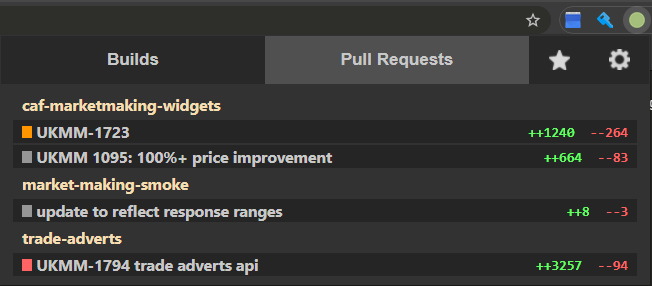 Builds Pull Requests
caf-marketmaking-widgets
UKMM-1723 ++1240 --264
UKMM 1095: 100%+ price improvement ++664 --83
market-making-smoke
update to reflect response ranges ++8 --3
trade-adverts
UKMM-1794 trade adverts api ++3257 --94